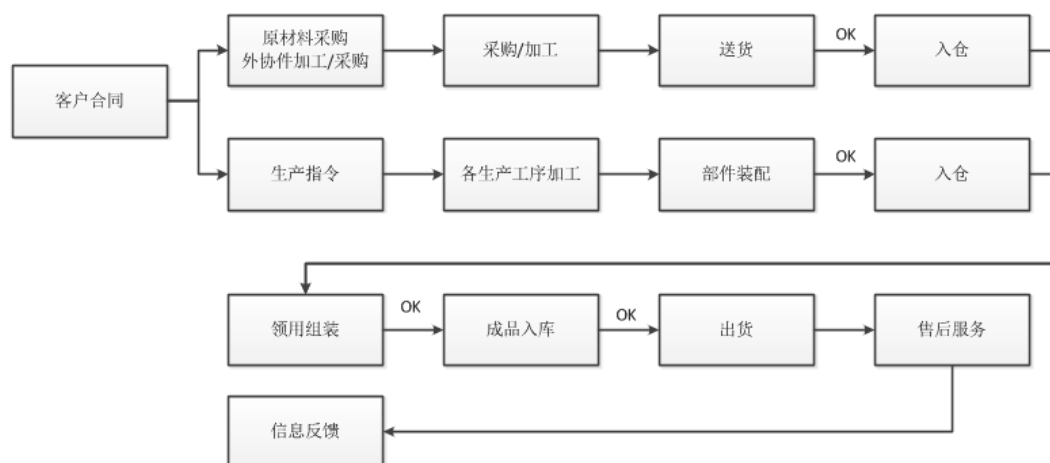 客户合同
原材料采购
外协件加工/采购
采购/加工
送货
OK
入仓
生产指令
各生产工序加工
部件装配
OK
入仓
领用组装
OK
成品入库
OK
出货
售后服务
信息反馈